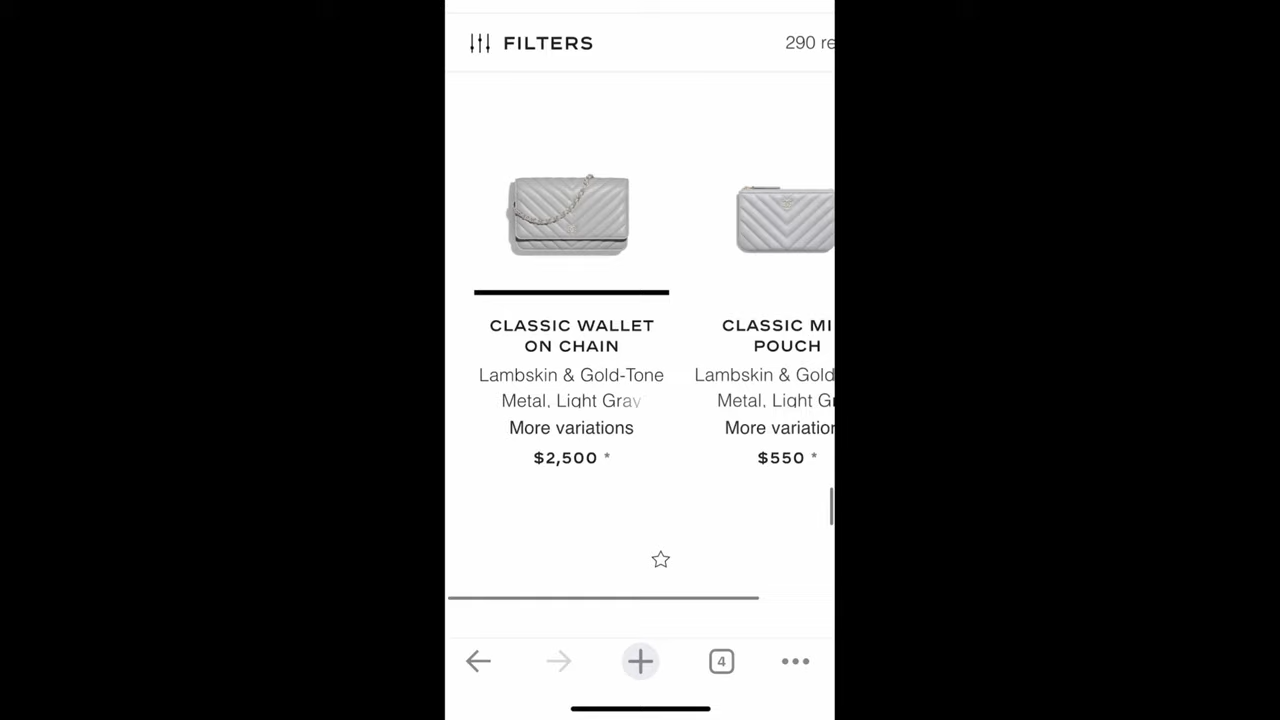 FILTERS
290 re
CLASSIC WALLET
ON CHAIN
Lambskin & Gold-Tone
Metal, Light Gray
More variations
$2,500 *
CLASSIC MI
POUCH
Lambskin & Gold
Metal, Light Gr
More variation
$550 *
4